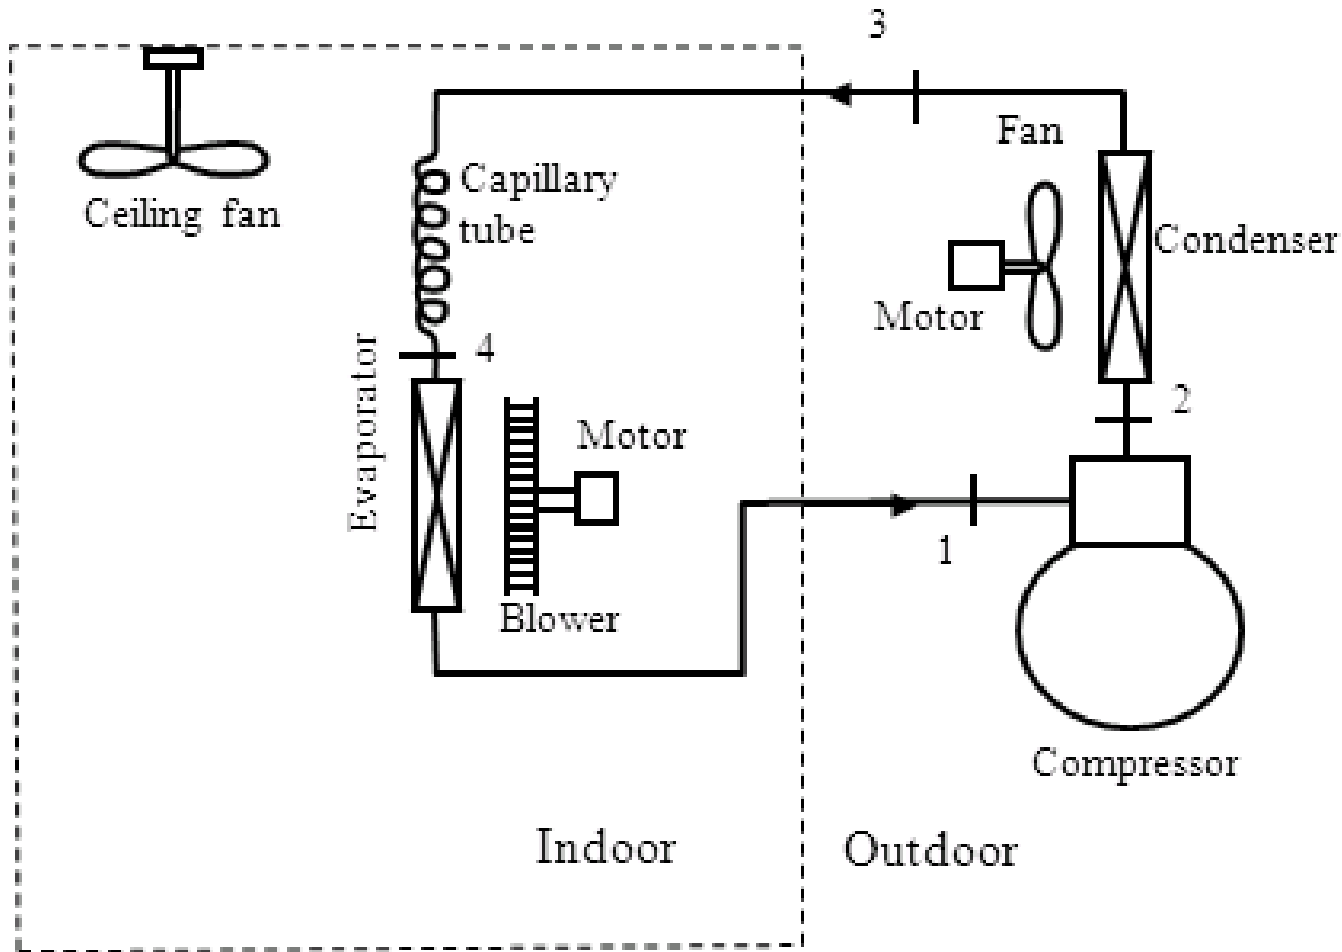 3
Fan
Ceiling fan
Capillary
tube
Condenser
Motor
4
Evaporator
2
Motor
1
Blower
Compressor
Indoor
Outdoor